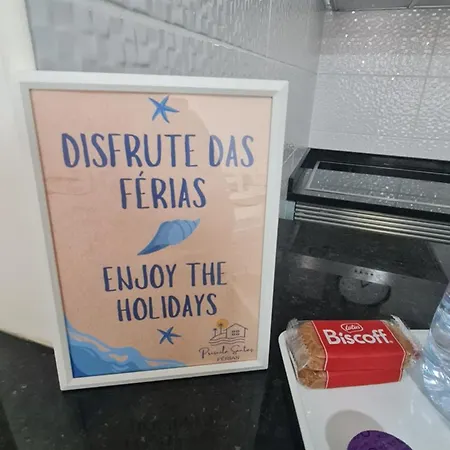 DISFRUTE DAS
FÉRIAS
ENJOY THE
HOLIDAYS
Lotus
Biscoff